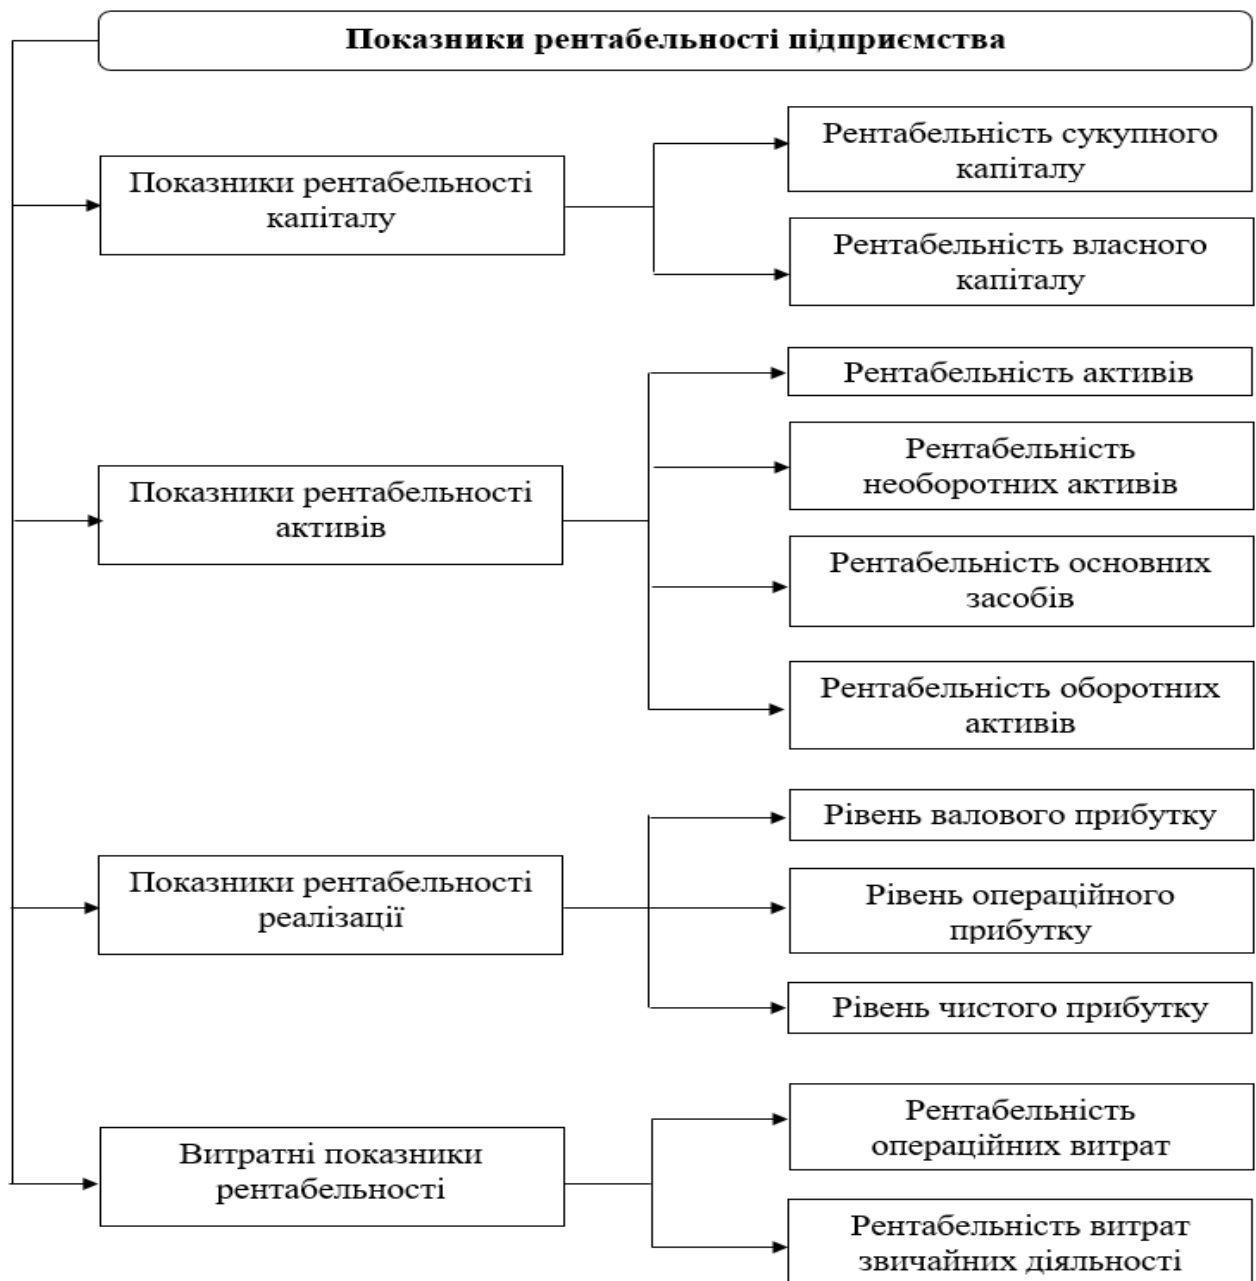 Показники рентабельності підприємства
Показники рентабельності
капіталу
Рентабельність сукупного
капіталу
Рентабельність власного
капіталу
Показники рентабельності
активів
Рентабельність активів
Рентабельність
необоротних активів
Рентабельність основних
засобів
Рентабельність оборотних
активів
Показники рентабельності
реалізації
Рівень валового прибутку
Рівень операційного
прибутку
Рівень чистого прибутку
Витратні показники
рентабельності
Рентабельність
операційних витрат
Рентабельність витрат
звичайних діяльності